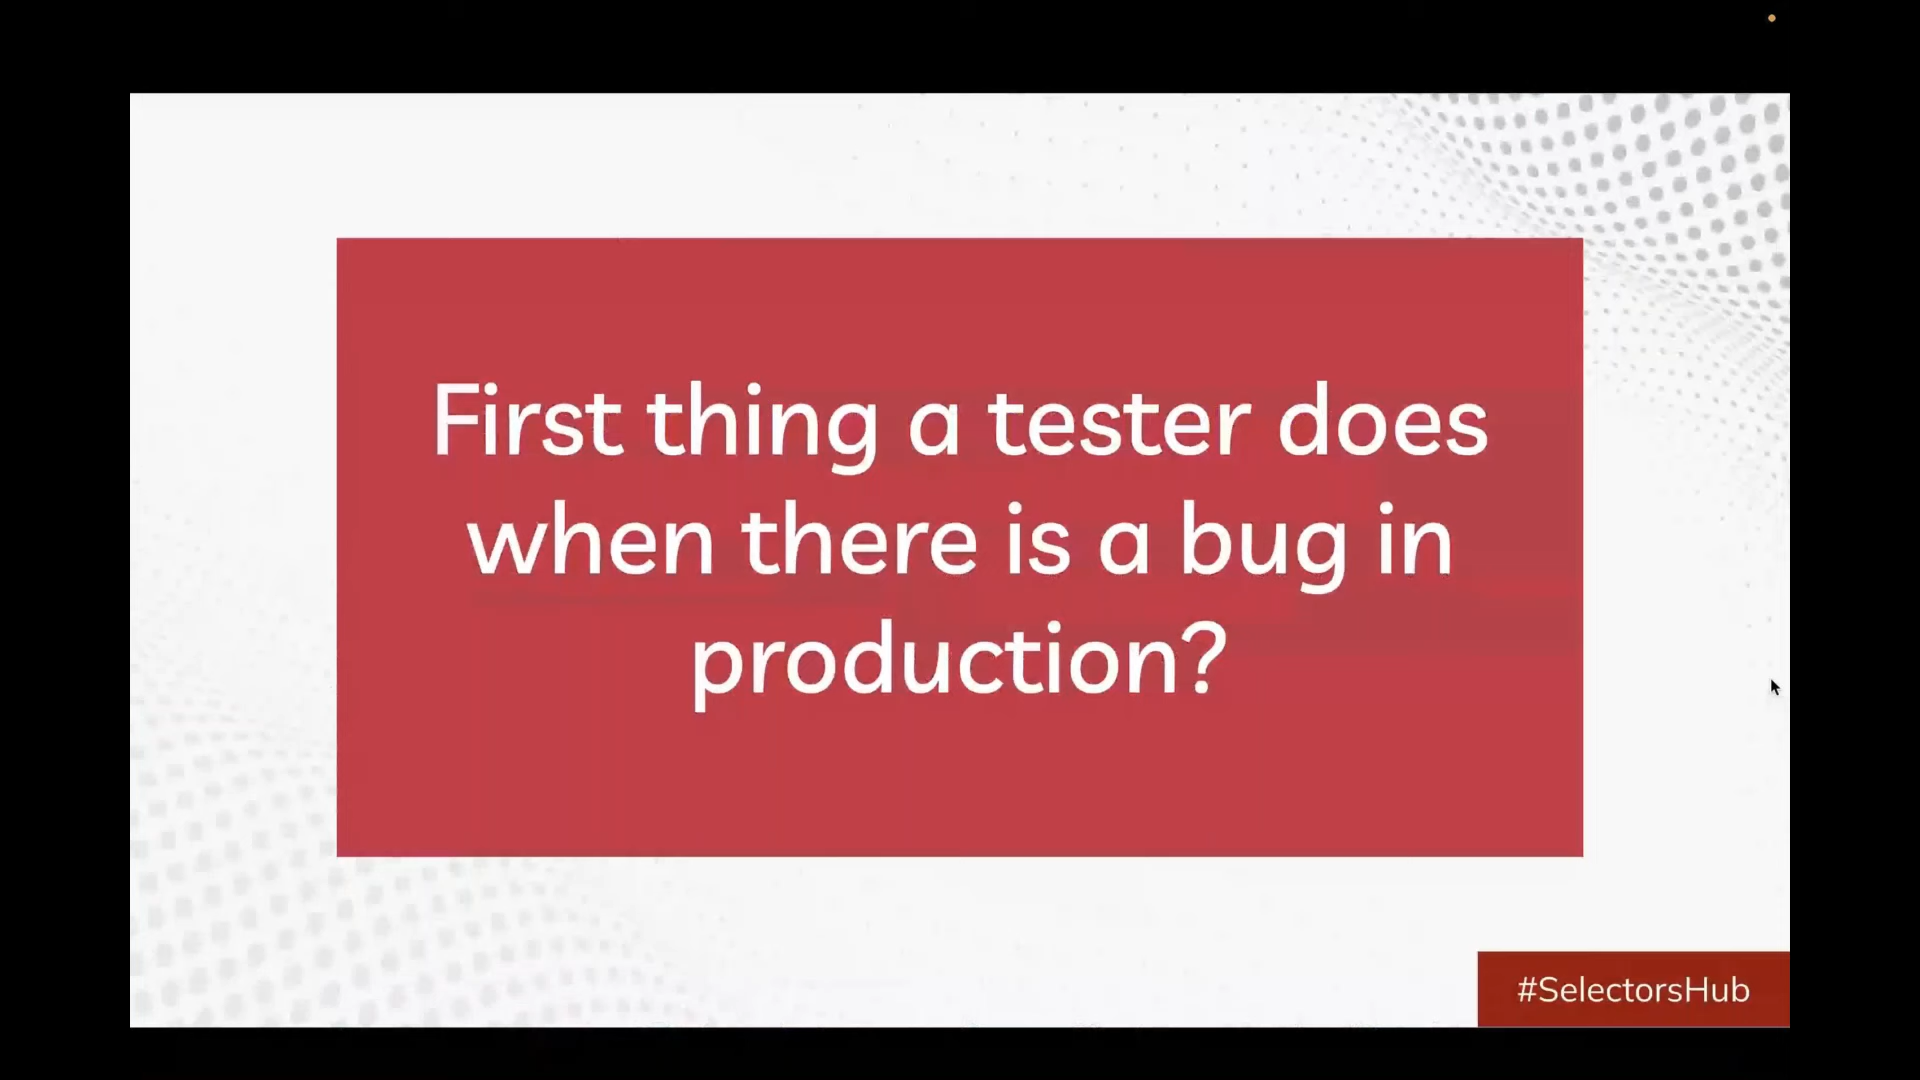 First thing a tester does
when there is a bug in
production?
#SelectorsHub